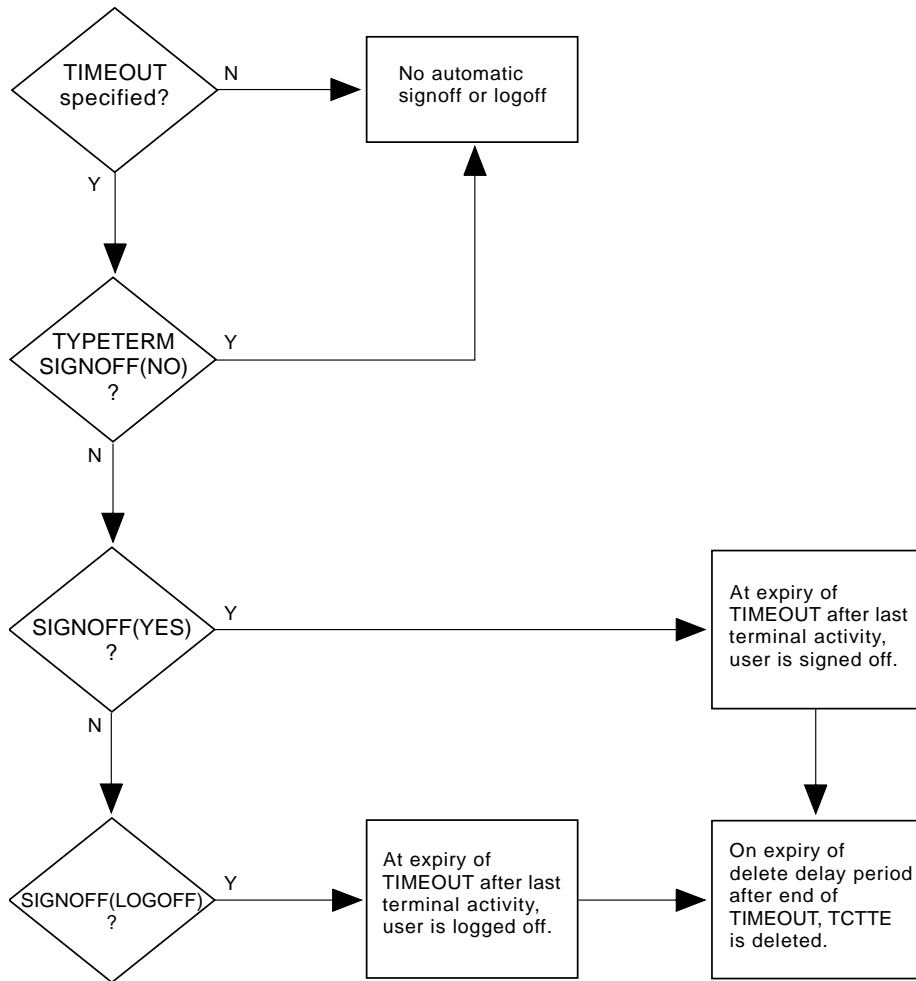 TIMEOUT
specified?
N
No automatic
signoff or logoff
Y
TYPETERM
SIGNOFF(NO)
?
Y
N
SIGNOFF(YES)
?
Y
At expiry of
TIMEOUT after last
terminal activity,
user is signed off.
N
SIGNOFF(LOGOFF)
?
Y
At expiry of
TIMEOUT after last
terminal activity,
user is logged off.
On expiry of
delete delay period
after end of
TIMEOUT, TCTTE
is deleted.